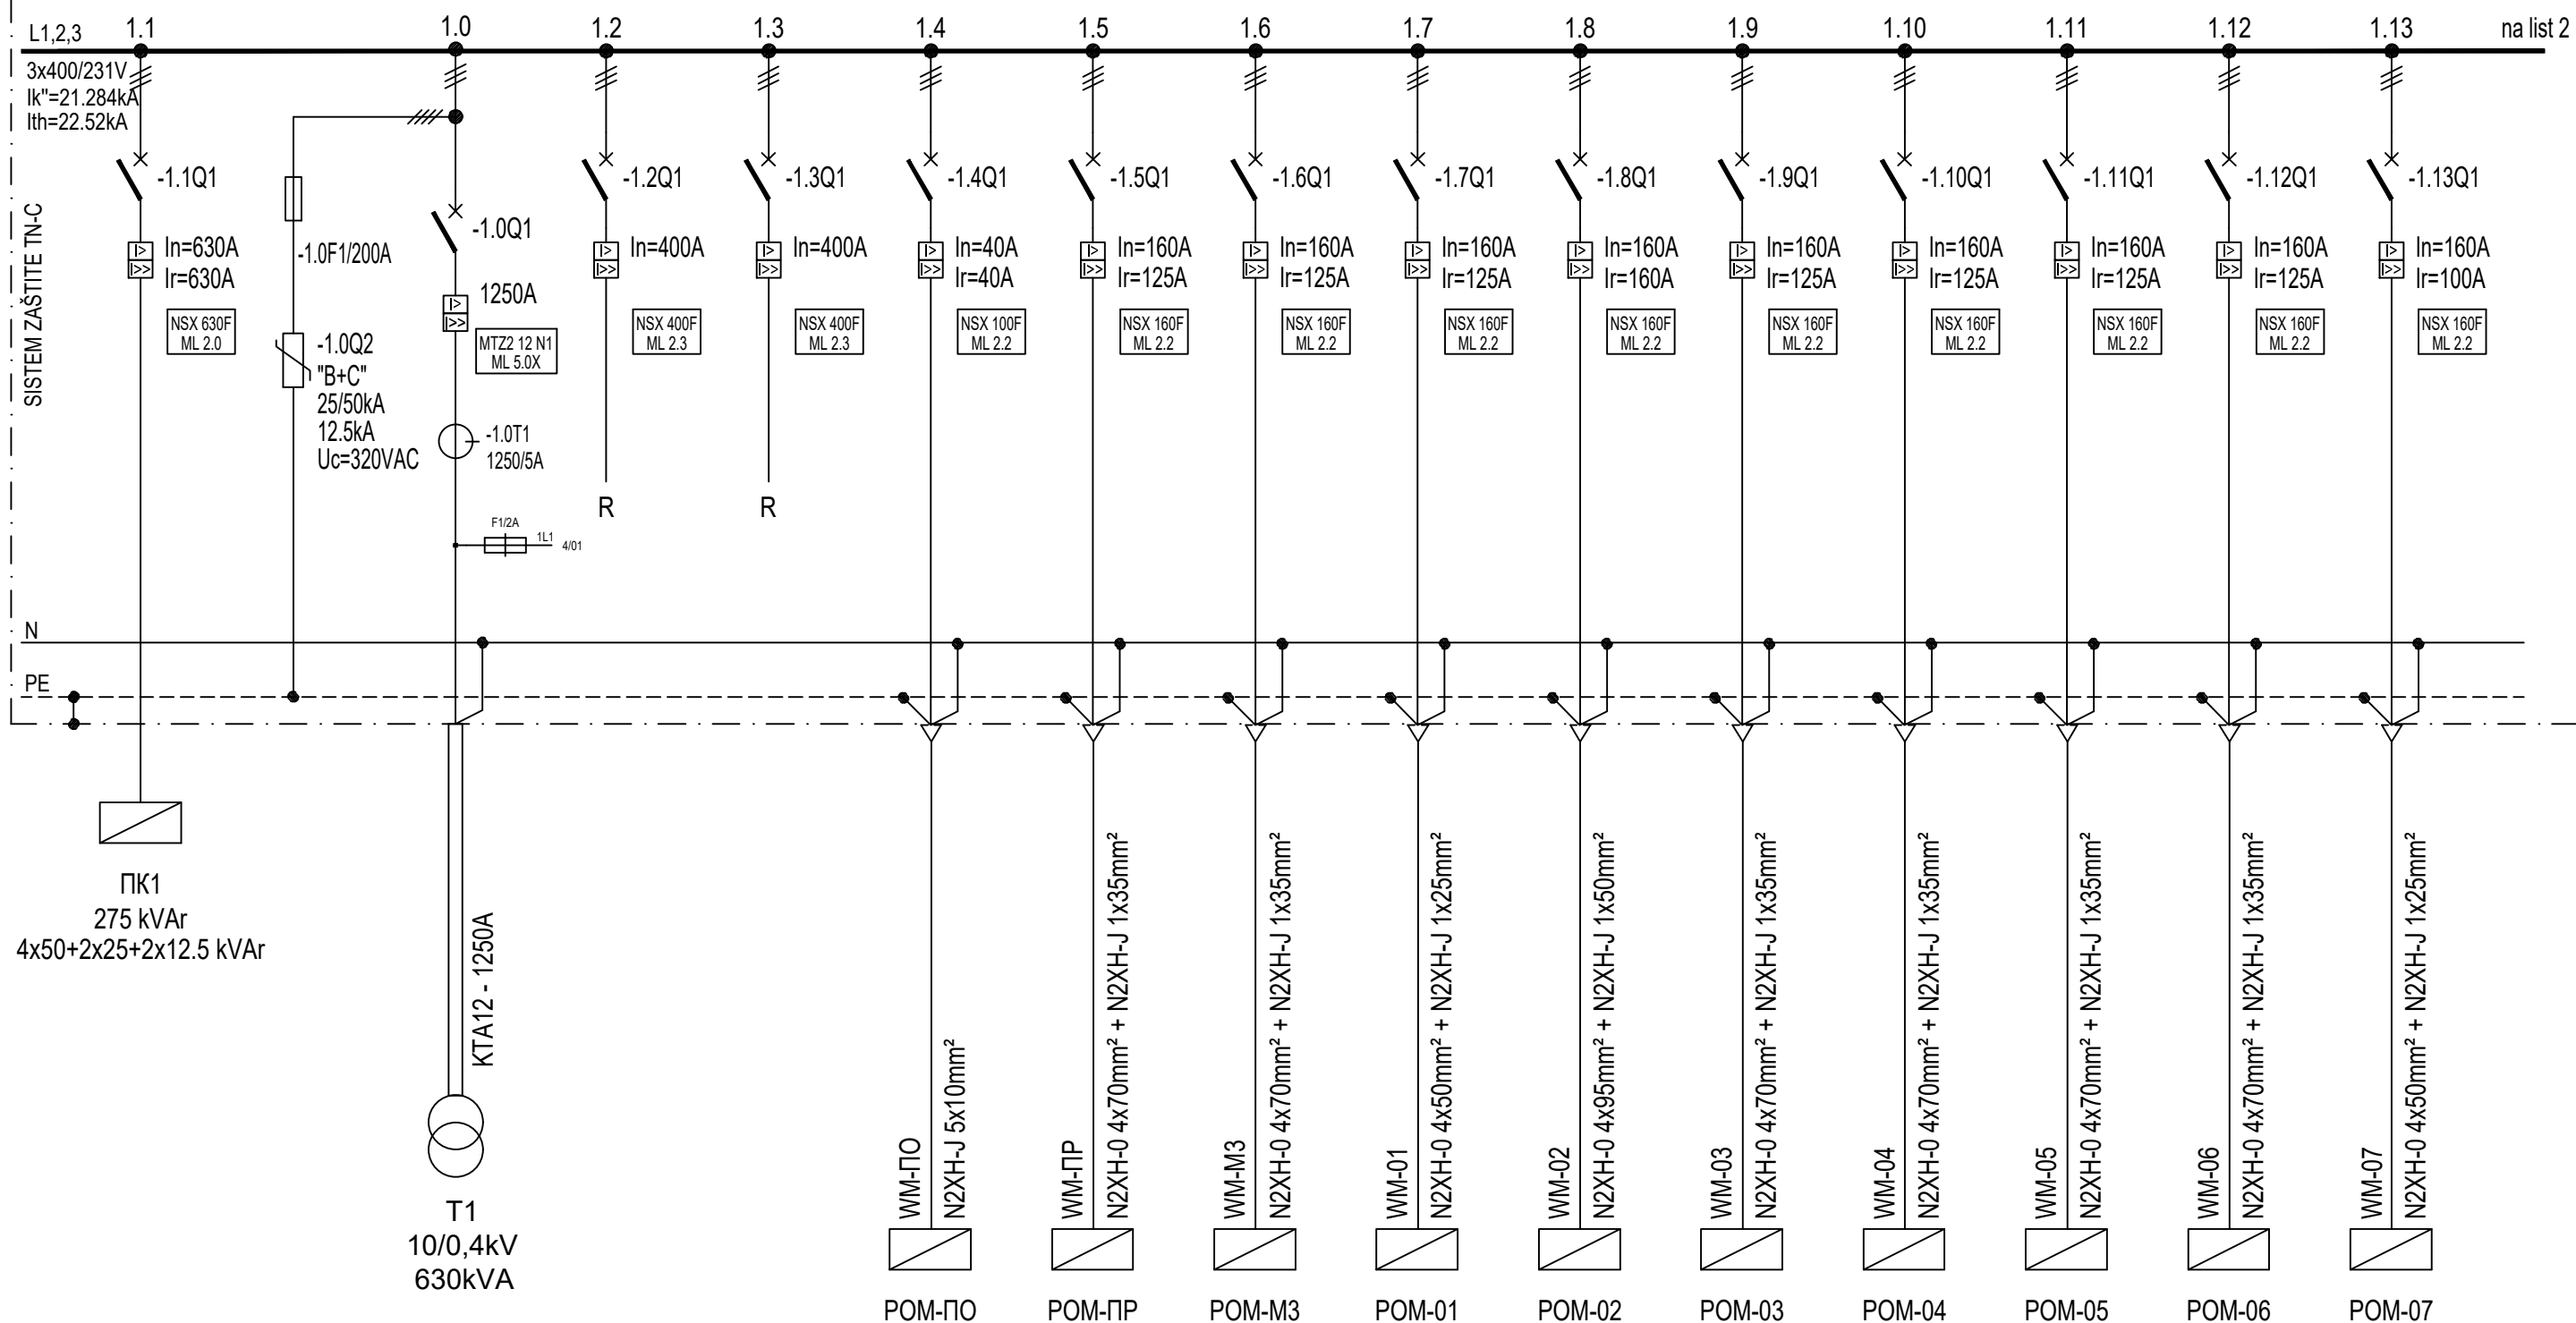 1.1
1.0
1.2
1.3
1.4
1.5
1.6
1.7
1.8
1.9
1.10
1.11
1.12
1.13
na list 2
L1,2,3
3x400/231V
Ik"=21.284kA
Ith=22.52kA
SISTEM ZAŠTITE TN-C
-1.1Q1
In=630A
Ir=630A
NSX 630F
ML 2.0
-1.0F1/200A
-1.0Q2
"B+C"
25/50kA
12.5kA
Uc=320VAC
-1.0Q1
I>
I>>
1250A
MTZ2 12 N1
ML 5.0X
-1.0T1
1250/5A
F1/2A
1L1
4/01
-1.2Q1
In=400A
NSX 400F
ML 2.3
R
-1.3Q1
In=400A
NSX 400F
ML 2.3
R
-1.4Q1
In=40A
Ir=40A
NSX 100F
ML 2.2
-1.5Q1
In=160A
Ir=125A
NSX 160F
ML 2.2
-1.6Q1
In=160A
Ir=125A
NSX 160F
ML 2.2
-1.7Q1
In=160A
Ir=125A
NSX 160F
ML 2.2
-1.8Q1
In=160A
Ir=160A
NSX 160F
ML 2.2
-1.9Q1
In=160A
Ir=125A
NSX 160F
ML 2.2
-1.10Q1
In=160A
Ir=125A
NSX 160F
ML 2.2
-1.11Q1
In=160A
Ir=125A
NSX 160F
ML 2.2
-1.12Q1
In=160A
Ir=125A
NSX 160F
ML 2.2
-1.13Q1
In=160A
Ir=100A
NSX 160F
ML 2.2
N
PE
ПК1
275 kVAr
4x50+2x25+2x12.5 kVAr
KTA12 - 1250A
T1
10/0,4kV
630kVA
WM-ПО
N2XH-J 5x10mm²
РОМ-ПО
WM-ПР
N2XH-0 4x70mm² + N2XH-J 1x35mm²
РОМ-ПР
WM-МЗ
N2XH-0 4x70mm² + N2XH-J 1x35mm²
РОМ-МЗ
WM-01
N2XH-0 4x50mm² + N2XH-J 1x25mm²
РОМ-01
WM-02
N2XH-0 4x95mm² + N2XH-J 1x50mm²
РОМ-02
WM-03
N2XH-0 4x70mm² + N2XH-J 1x35mm²
РОМ-03
WM-04
N2XH-0 4x70mm² + N2XH-J 1x35mm²
РОМ-04
WM-05
N2XH-0 4x70mm² + N2XH-J 1x35mm²
РОМ-05
WM-06
N2XH-0 4x70mm² + N2XH-J 1x35mm²
РОМ-06
WM-07
N2XH-0 4x50mm² + N2XH-J 1x25mm²
РОМ-07